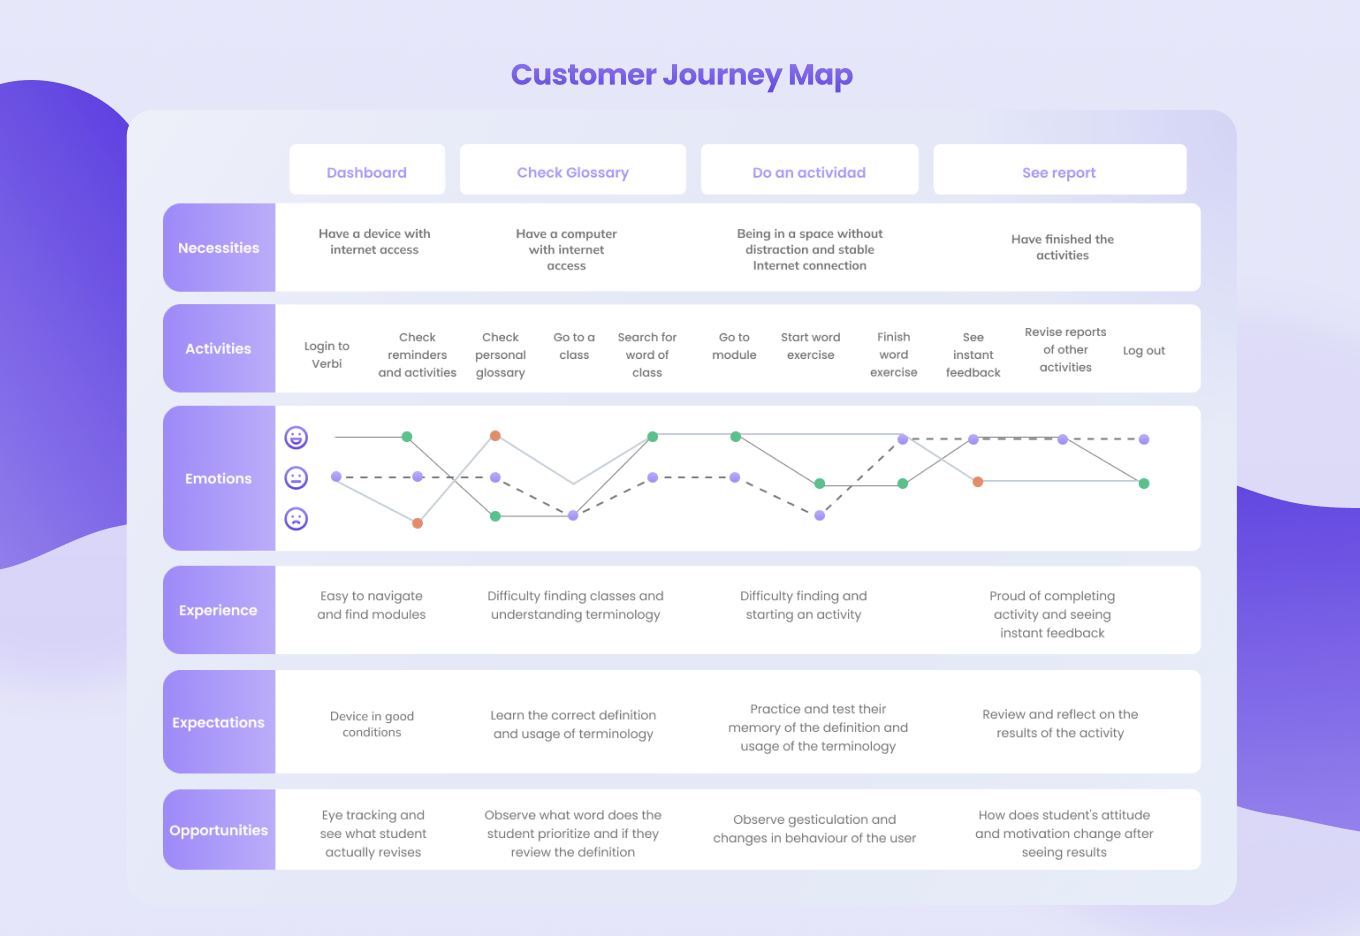 Customer Journey Map
Dashboard
Check Glossary
Do an actividad
See report
Necessities
Have a device with
internet access
Have a computer
with internet
access
Being in a space without
distraction and stable
Internet connection
Have finished the
activities
Activities
Login to
Verbi
Check
reminders
and activities
Check
personal
glossary
Go to a
class
Search for
word of
class
Go to
module
Start word
exercise
Finish
word
exercise
See
instant
feedback
Revise reports
of other
activities
Log out
Emotions
Experience
Easy to navigate
and find modules
Difficulty finding classes and
understanding terminology
Difficulty finding and
starting an activity
Proud of completing
activity and seeing
instant feedback
Expectations
Device in good
conditions
Learn the correct definition
and usage of terminology
Practice and test their
memory of the definition and
usage of the terminology
Review and reflect on the
results of the activity
Opportunities
Eye tracking and
see what student
actually revises
Observe what word does the
student prioritize and if they
review the definition
Observe gesticulation and
changes in behaviour of the user
How does student's attitude
and motivation change after
seeing results